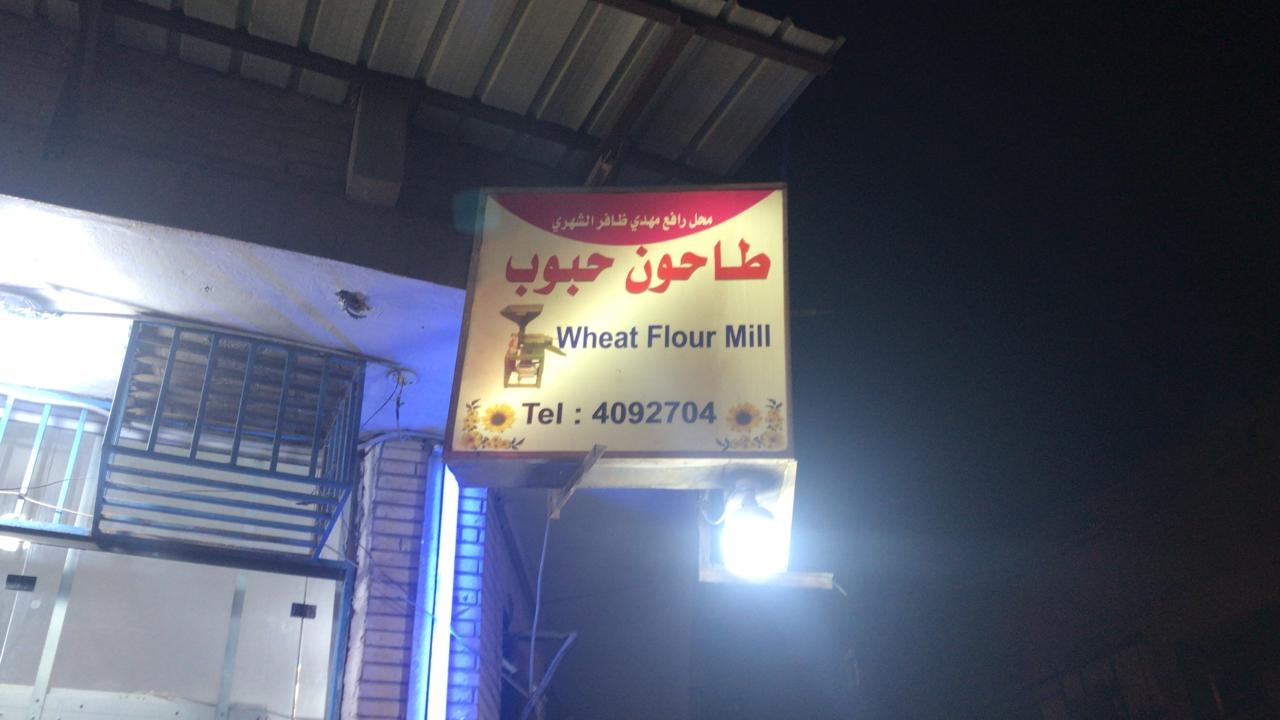 محل رافع مهدي ظافر الشهري
طاحون حبوب
Wheat Flour Mill
Tel : 4092704